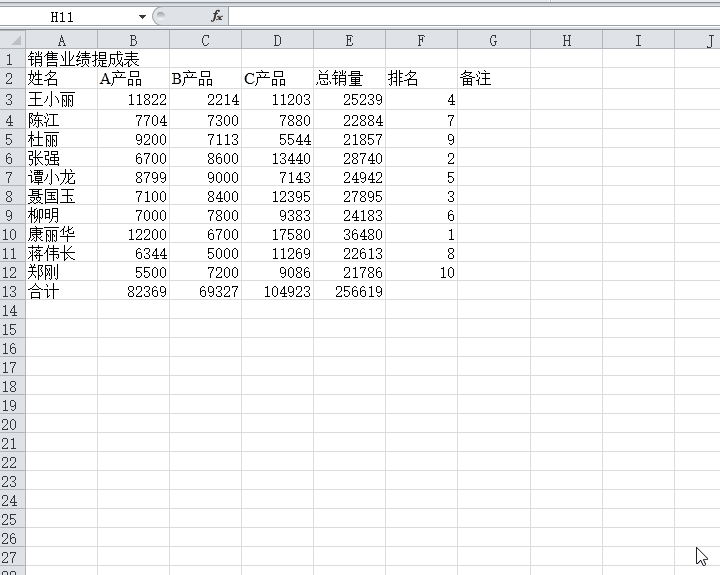 H11 fx
A B C D E F G H I J
1 销售业绩提成表
2 姓名 A产品 B产品 C产品 总销量 排名 备注
3 王小丽 11822 2214 11203 25239 4
4 陈江 7704 7300 7880 22884 7
5 杜丽 9200 7113 5544 21857 9
6 张强 6700 8600 13440 28740 2
7 谭小龙 8799 9000 7143 24942 5
8 聂国玉 7100 8400 12395 27895 3
9 柳明 7000 7800 9383 24183 6
10 康丽华 12200 6700 17580 36480 1
11 蒋伟长 6344 5000 11269 22613 8
12 郑刚 5500 7200 9086 21786 10
13 合计 82369 69327 104923 256619
14
15
16
17
18
19
20
21
22
23
24
25
26
27